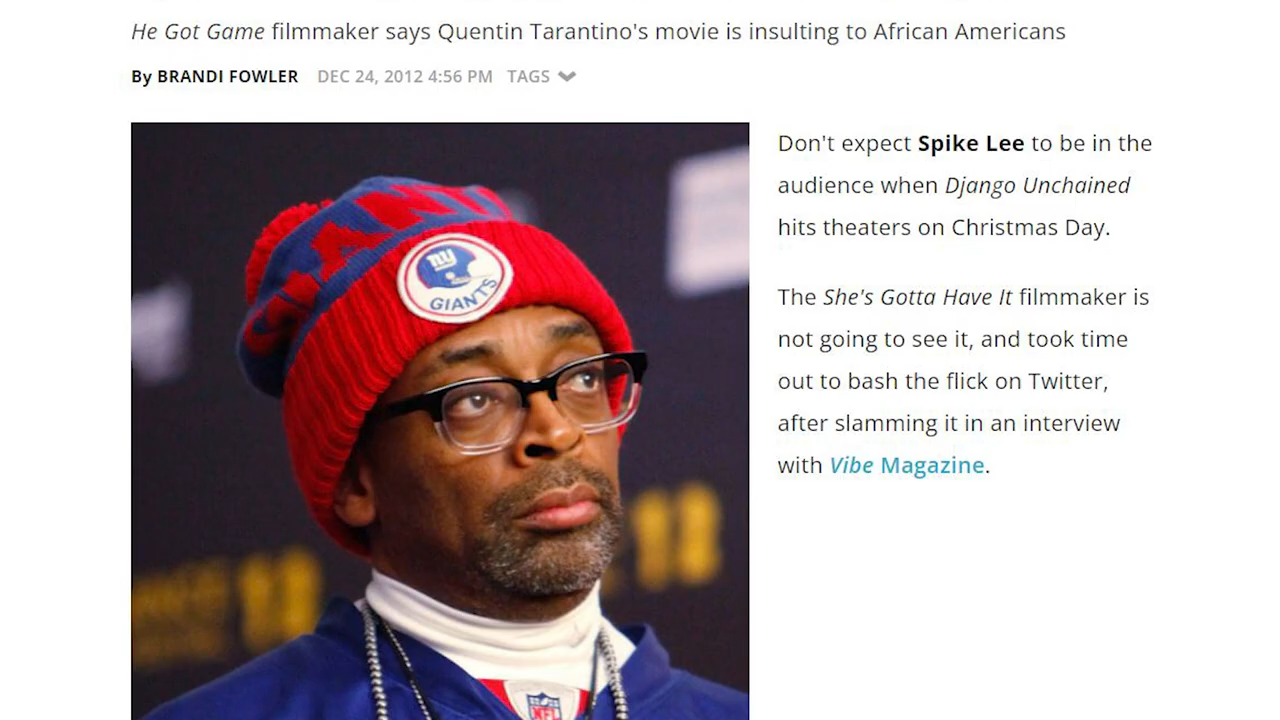 He Got Game filmmaker says Quentin Tarantino's movie is insulting to African Americans
By BRANDI FOWLER DEC 24, 2012 4:56 PM TAGS
Don't expect Spike Lee to be in the
audience when Django Unchained
hits theaters on Christmas Day.
The She's Gotta Have It filmmaker is
not going to see it, and took time
out to bash the flick on Twitter,
after slamming it in an interview
with Vibe Magazine.
ny
GIANTS
NFL